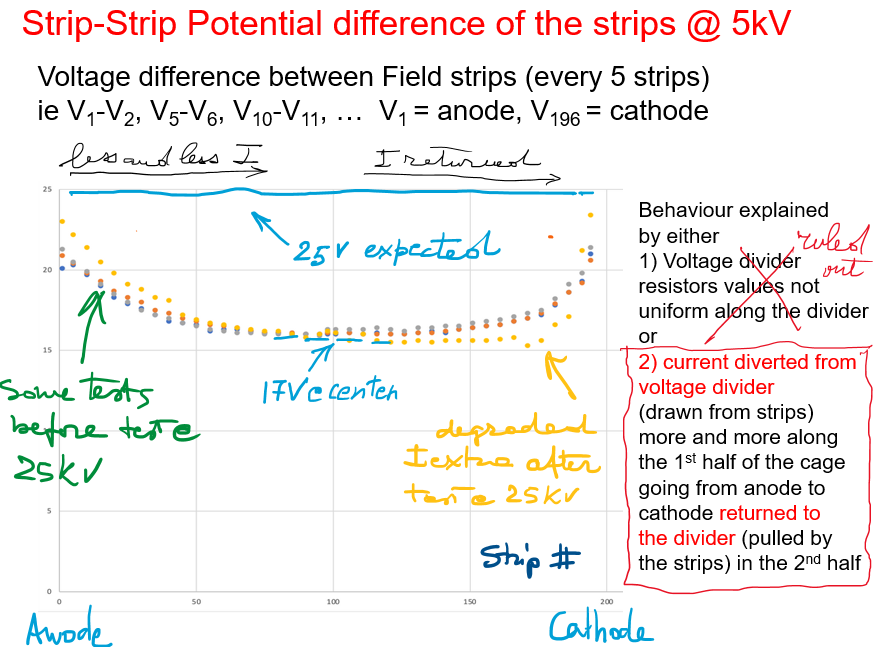 Strip-Strip Potential difference of the strips @ 5kV
Voltage difference between Field strips (every 5 strips)
ie V₁-V₂, V₅-V₆, V₁₀-V₁₁, … V₁ = anode, V₁₉₆ = cathode
less and less I
I returned
25
20
15
5
0
0
50
100
150
200
25V expected
17V @ center
Some tests
before test @
25kV
degraded
I extra after
test @ 25kV
Strip #
Anode
Cathode
Behaviour explained
by either
1) Voltage divider
resistors values not
uniform along the divider
or
ruled
out
2) current diverted from
voltage divider
(drawn from strips)
more and more along
the 1st half of the cage
going from anode to
cathode returned to
the divider (pulled by
the strips) in the 2nd half